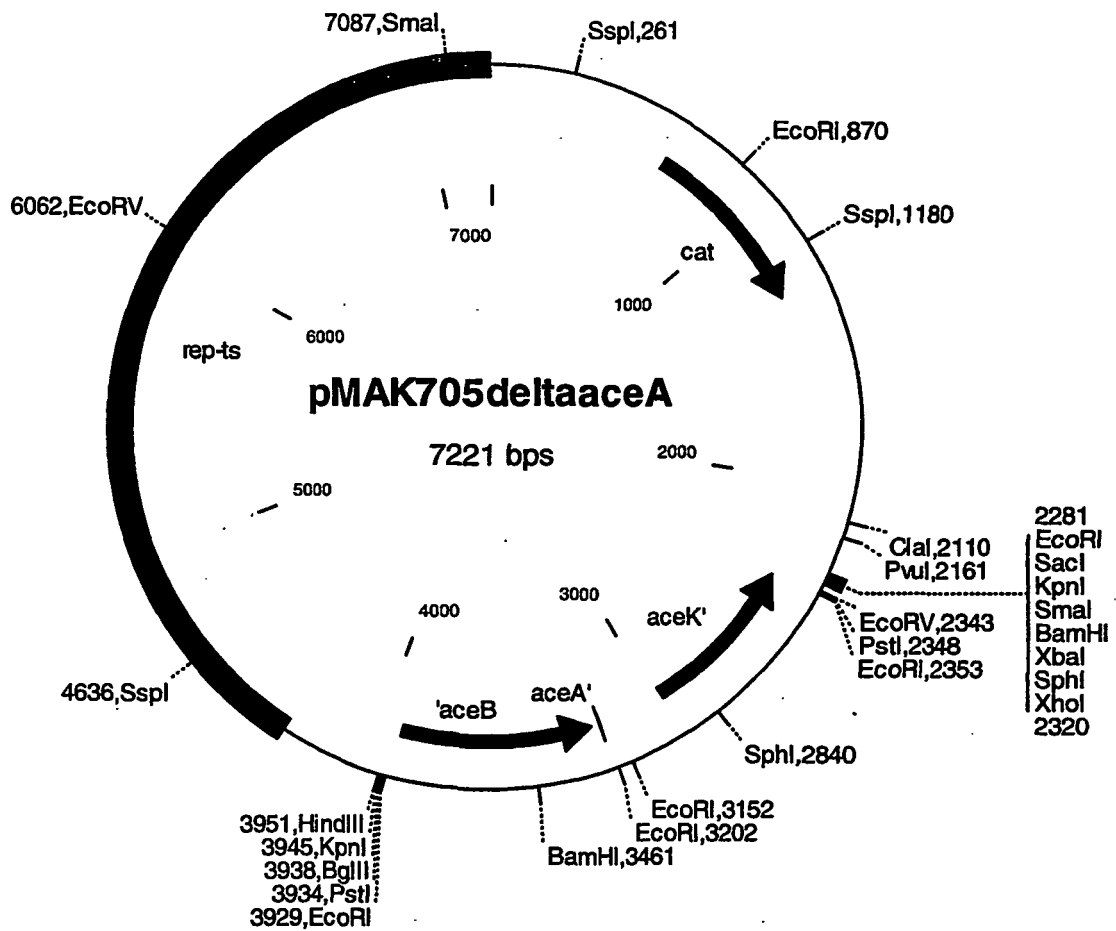 7087,SmaI
SspI,261
EcoRI,870
6062,EcoRV
SspI,1180
7000
cat
1000
6000
rep-ts
pMAK705deltaaceA
7221 bps
2000
5000
2281
EcoRI
SacI
KpnI
SmaI
BamHI
XbaI
SphI
XhoI
2320
ClaI,2110
PvuI,2161
3000
4000
aceK'
EcoRV,2343
PstI,2348
EcoRI,2353
4636,SspI
aceA'
'aceB
SphI,2840
EcoRI,3152
EcoRI,3202
BamHI,3461
3951,HindIII
3945,KpnI
3938,BglII
3934,PstI
3929,EcoRI